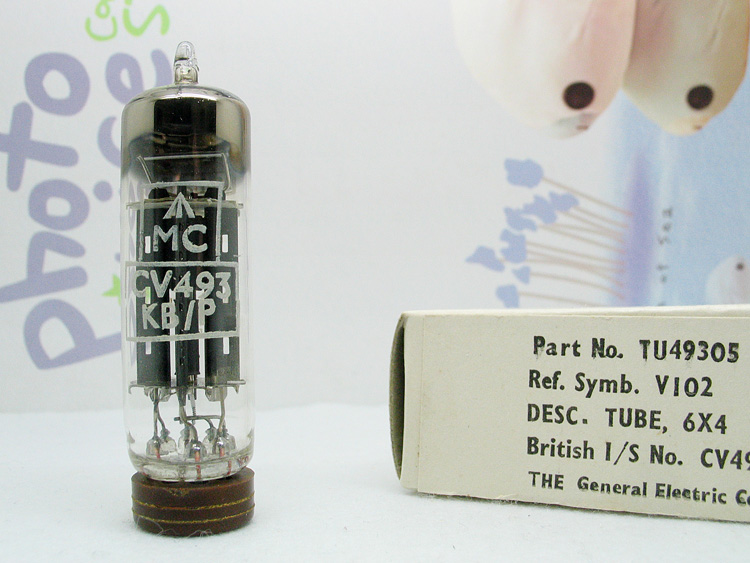 Photo
MC
CV493
KB/P
Part No. TU49305
Ref. Symb. V102
DESC. TUBE, 6X4
British I/S No. CV49
THE General Electric Co